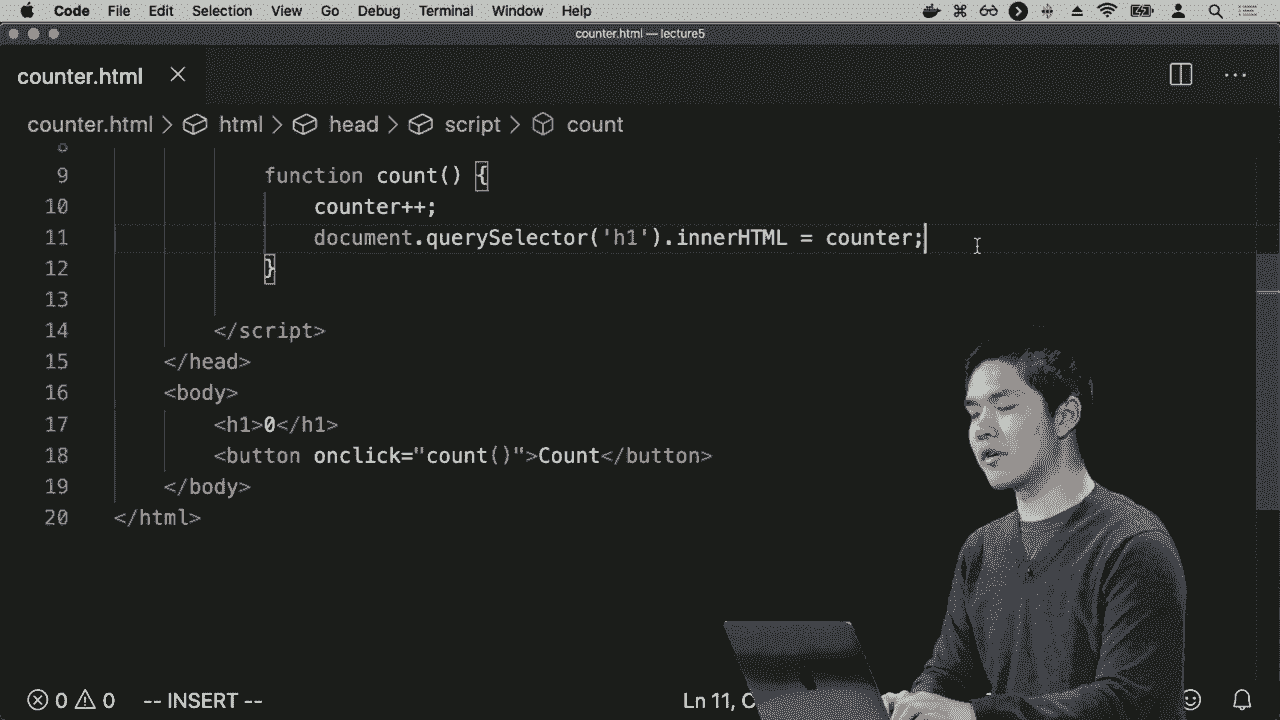 Code File Edit Selection View Go Debug Terminal Window Help
counter.html — lecture5
counter.html
counter.html > html > head > script > count
9 function count() {
10 counter++;
11 document.querySelector('h1').innerHTML = counter;
12 }
13
14 </script>
15 </head>
16 <body>
17 <h1>0</h1>
18 <button onclick="count()">Count</button>
19 </body>
20 </html>
0 0 -- INSERT -- Ln 11, C